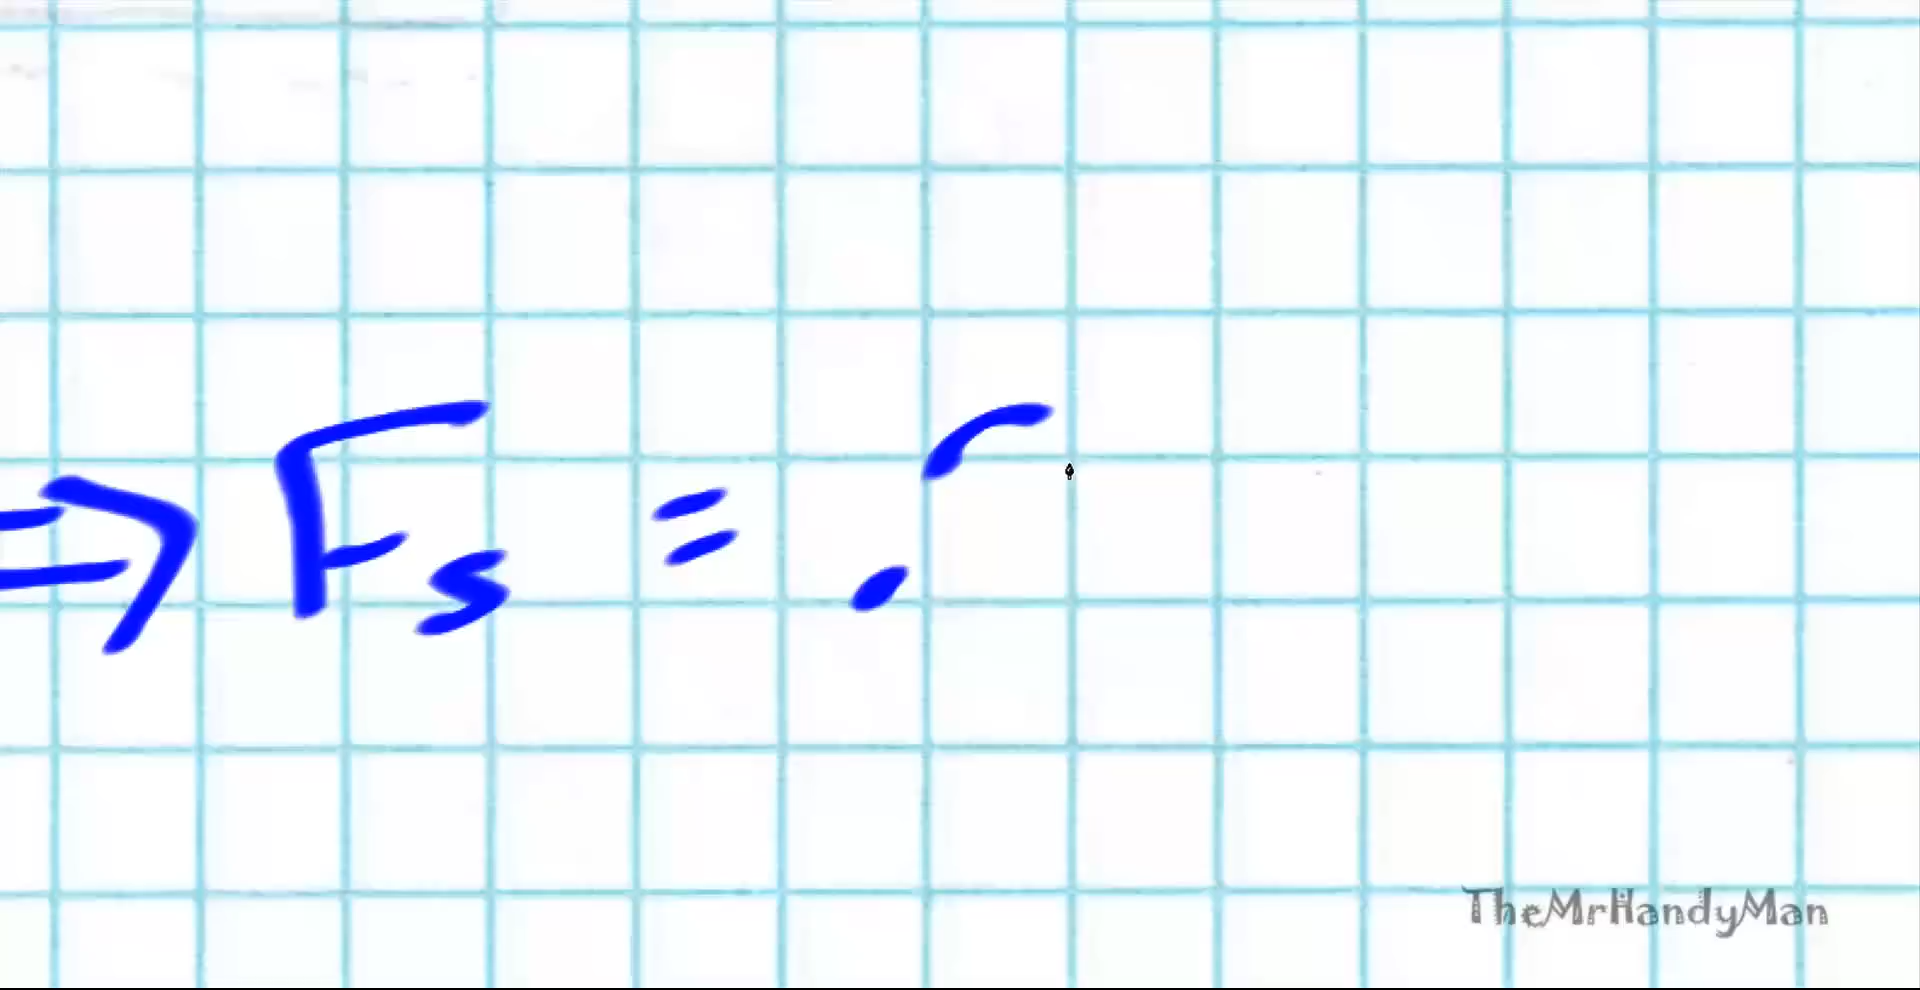 ⇒ Fs = .
TheMrHandyMan